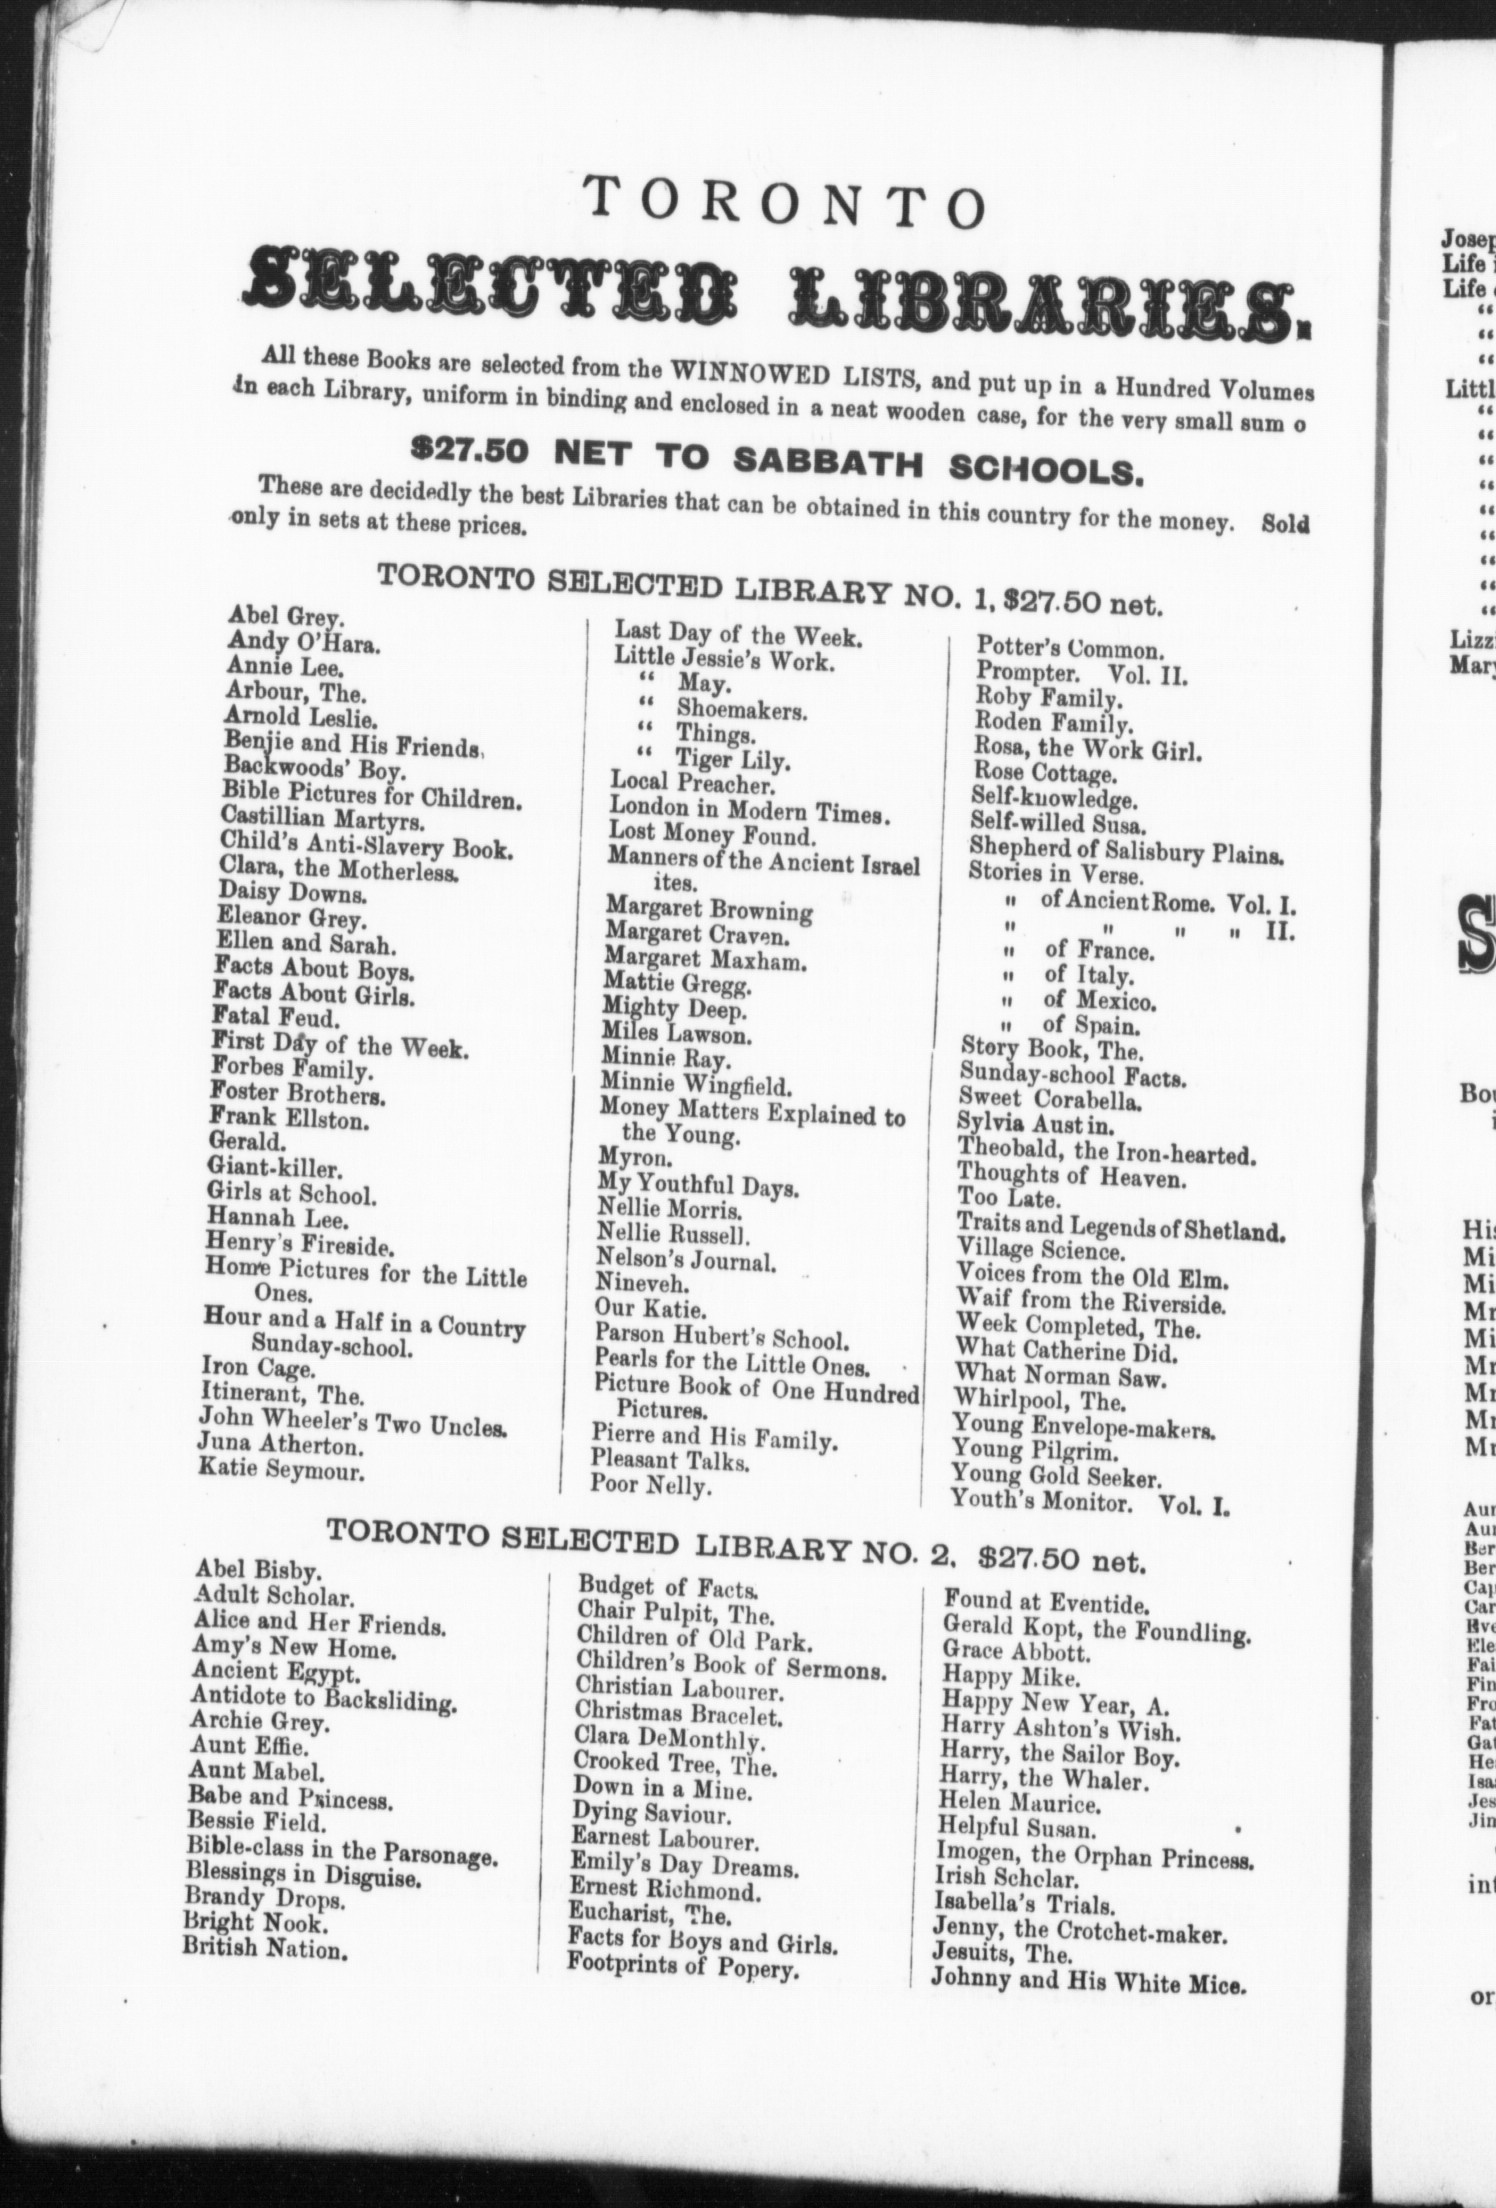 TORONTO
SELECTED LIBRARIES.
All these Books are selected from the WINNOWED LISTS, and put up in a Hundred Volumes
in each Library, uniform in binding and enclosed in a neat wooden case, for the very small sum o
$27.50 NET TO SABBATH SCHOOLS.
These are decidedly the best Libraries that can be obtained in this country for the money. Sold
only in sets at these prices.
TORONTO SELECTED LIBRARY NO. 1, $27.50 net.
Abel Grey.
Andy O'Hara.
Annie Lee.
Arbour, The.
Arnold Leslie.
Benjie and His Friends,
Backwoods' Boy.
Bible Pictures for Children.
Castillian Martyrs.
Child's Anti-Slavery Book.
Clara, the Motherless.
Daisy Downs.
Eleanor Grey.
Ellen and Sarah.
Facts About Boys.
Facts About Girls.
Fatal Feud.
First Day of the Week.
Forbes Family.
Foster Brothers.
Frank Ellston.
Gerald.
Giant-killer.
Girls at School.
Hannah Lee.
Henry's Fireside.
Home Pictures for the Little
Ones.
Hour and a Half in a Country
Sunday-school.
Iron Cage.
Itinerant, The.
John Wheeler's Two Uncles.
Juna Atherton.
Katie Seymour.
Last Day of the Week.
Little Jessie's Work.
“ May.
“ Shoemakers.
“ Things.
“ Tiger Lily.
Local Preacher.
London in Modern Times.
Lost Money Found.
Manners of the Ancient Israel
ites.
Margaret Browning
Margaret Craven.
Margaret Maxham.
Mattie Gregg.
Mighty Deep.
Miles Lawson.
Minnie Ray.
Minnie Wingfield.
Money Matters Explained to
the Young.
Myron.
My Youthful Days.
Nellie Morris.
Nellie Russell.
Nelson's Journal.
Nineveh.
Our Katie.
Parson Hubert's School.
Pearls for the Little Ones.
Picture Book of One Hundred
Pictures.
Pierre and His Family.
Pleasant Talks.
Poor Nelly.
Potter's Common.
Prompter. Vol. II.
Roby Family.
Roden Family.
Rosa, the Work Girl.
Rose Cottage.
Self-knowledge.
Self-willed Susa.
Shepherd of Salisbury Plains.
Stories in Verse.
" of Ancient Rome. Vol. I.
" " " " II.
" of France.
" of Italy.
" of Mexico.
" of Spain.
Story Book, The.
Sunday-school Facts.
Sweet Corabella.
Sylvia Austin.
Theobald, the Iron-hearted.
Thoughts of Heaven.
Too Late.
Traits and Legends of Shetland.
Village Science.
Voices from the Old Elm.
Waif from the Riverside.
Week Completed, The.
What Catherine Did.
What Norman Saw.
Whirlpool, The.
Young Envelope-makers.
Young Pilgrim.
Young Gold Seeker.
Youth's Monitor. Vol. I.
TORONTO SELECTED LIBRARY NO. 2, $27.50 net.
Abel Bisby.
Adult Scholar.
Alice and Her Friends.
Amy's New Home.
Ancient Egypt.
Antidote to Backsliding.
Archie Grey.
Aunt Effie.
Aunt Mabel.
Babe and Princess.
Bessie Field.
Bible-class in the Parsonage.
Blessings in Disguise.
Brandy Drops.
Bright Nook.
British Nation.
Budget of Facts.
Chair Pulpit, The.
Children of Old Park.
Children's Book of Sermons.
Christian Labourer.
Christmas Bracelet.
Clara DeMonthly.
Crooked Tree, The.
Down in a Mine.
Dying Saviour.
Earnest Labourer.
Emily's Day Dreams.
Ernest Richmond.
Eucharist, The.
Facts for Boys and Girls.
Footprints of Popery.
Found at Eventide.
Gerald Kopt, the Foundling.
Grace Abbott.
Happy Mike.
Happy New Year, A.
Harry Ashton's Wish.
Harry, the Sailor Boy.
Harry, the Whaler.
Helen Maurice.
Helpful Susan.
Imogen, the Orphan Princess.
Irish Scholar.
Isabella's Trials.
Jenny, the Crotchet-maker.
Jesuits, The.
Johnny and His White Mice.
Life
Life